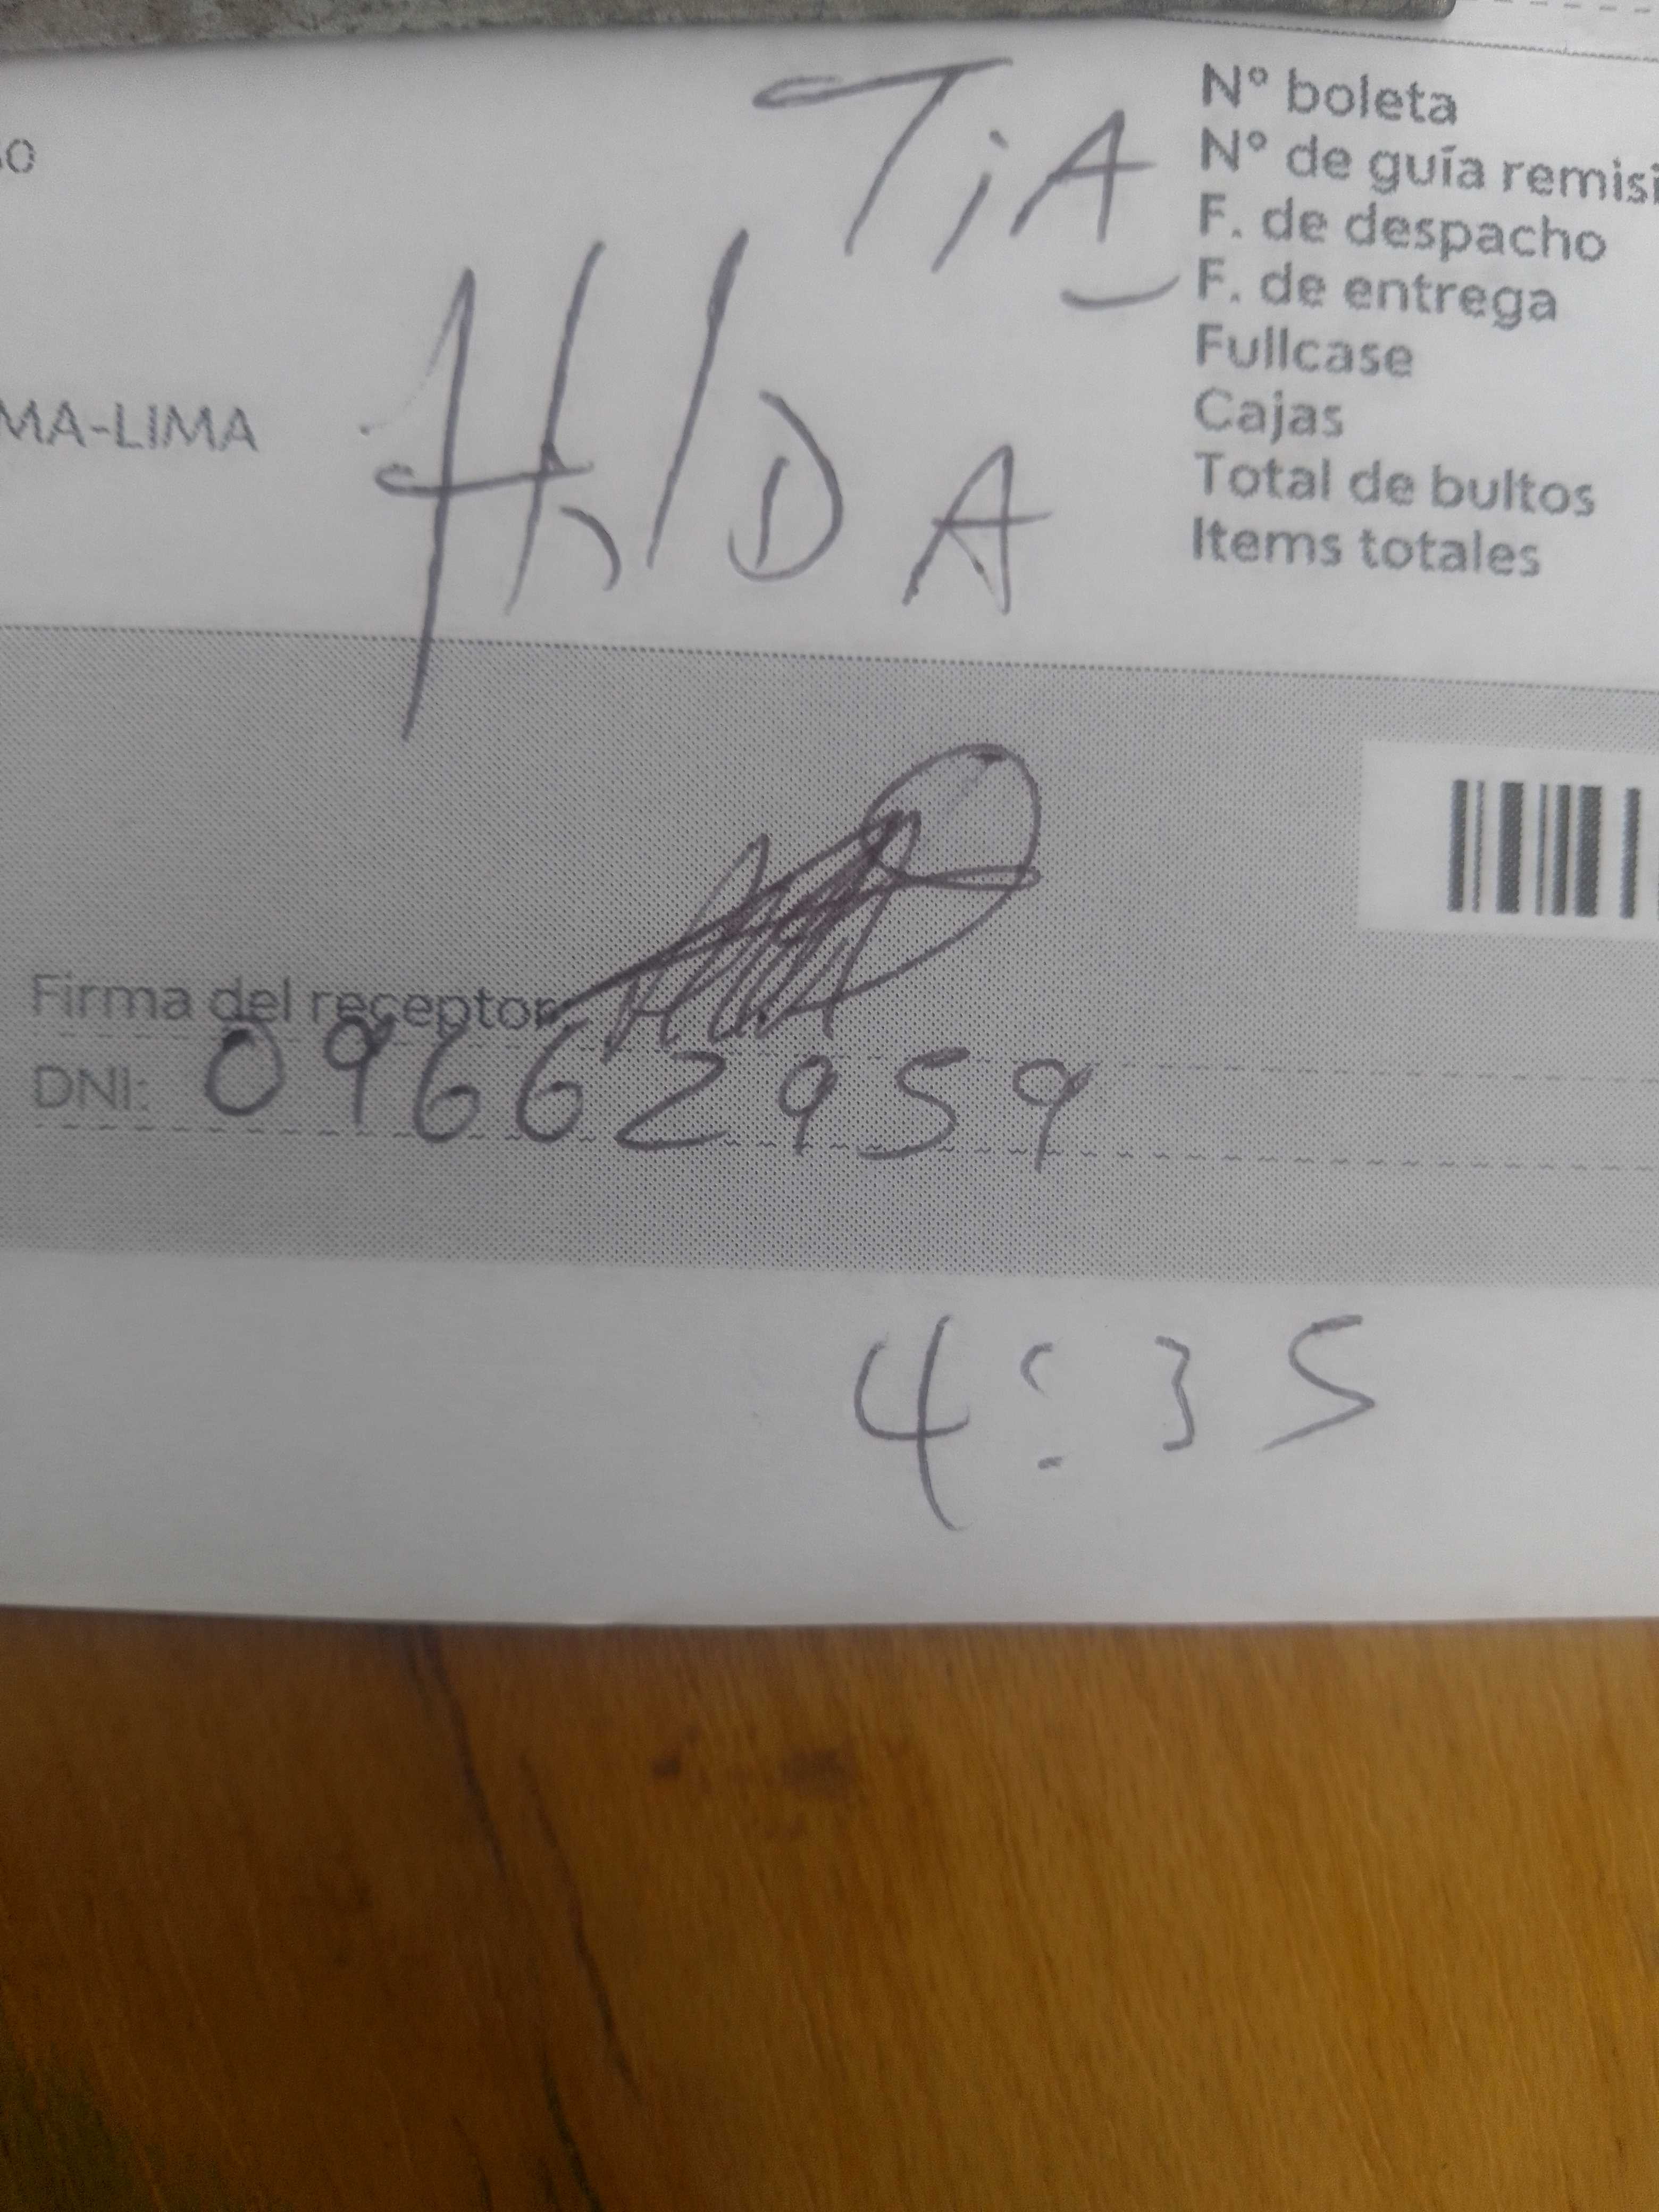 TiA
HilDA
MA-LIMA
N° boleta
N° de guía remisi
F. de despacho
F. de entrega
Fullcase
Cajas
Total de bultos
Items totales
Firma del receptor
DNI: 09662959
4:35